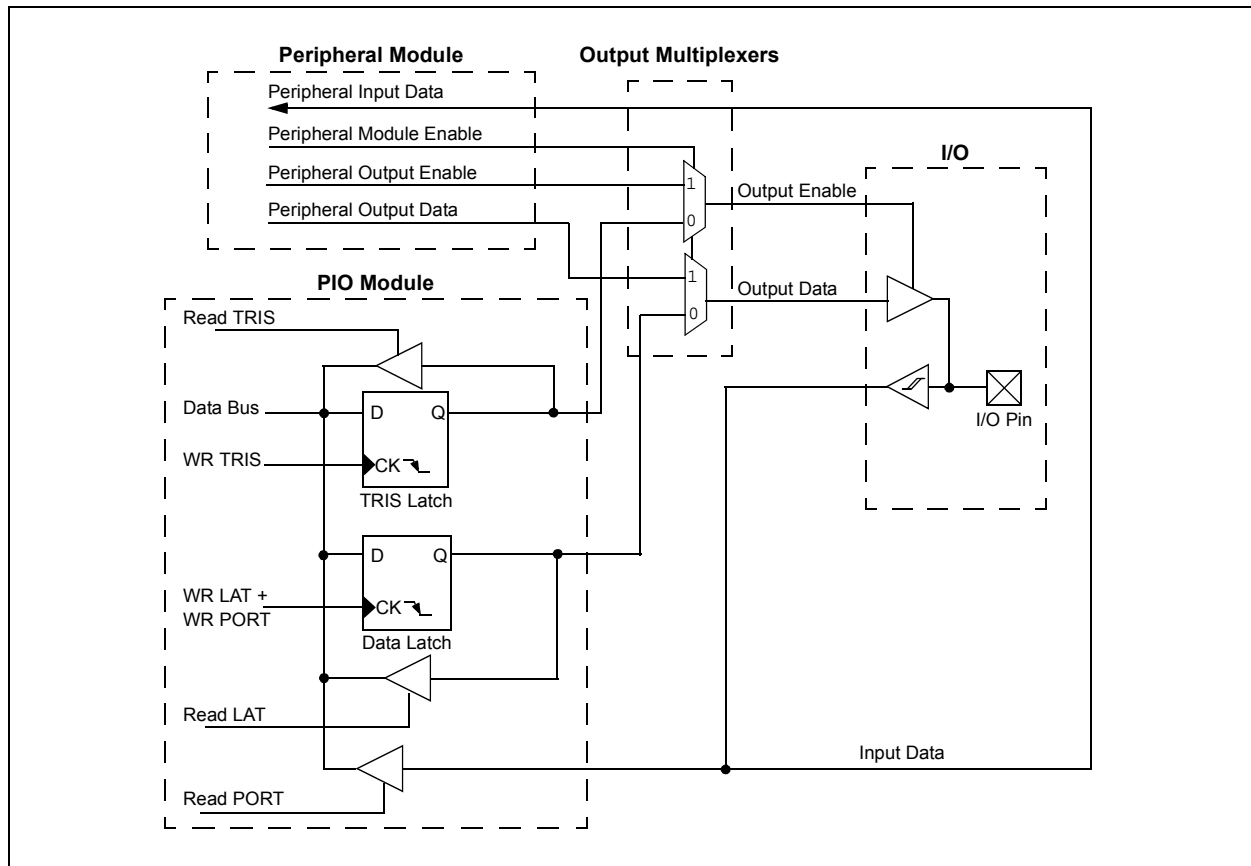 Peripheral Module
Output Multiplexers
Peripheral Input Data
Peripheral Module Enable
Peripheral Output Enable
Peripheral Output Data
1
0
1
0
Output Enable
Output Data
I/O
I/O Pin
PIO Module
Read TRIS
Data Bus
D
Q
WR TRIS
CK
TRIS Latch
D
Q
WR LAT +
WR PORT
CK
Data Latch
Read LAT
Read PORT
Input Data